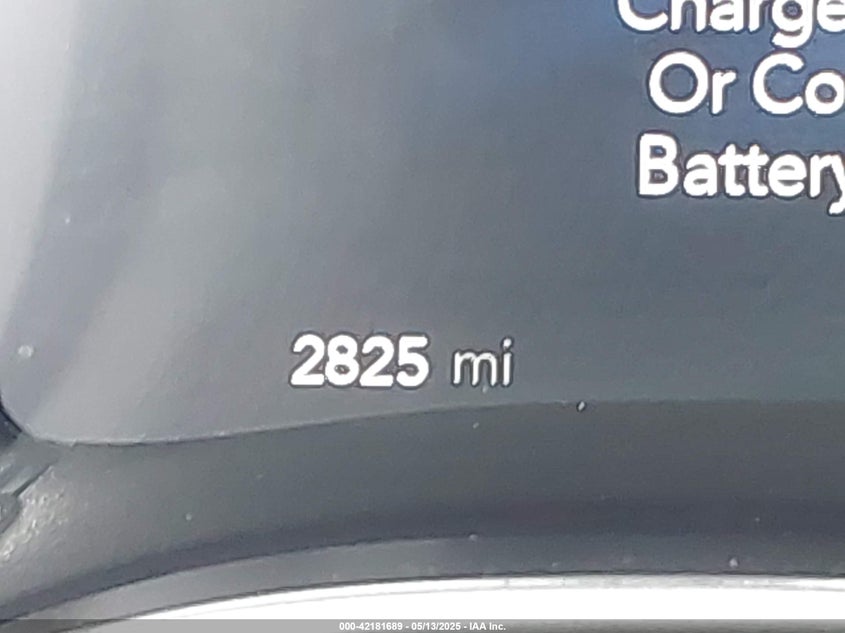 Charge
Or Co
Battery
2825 mi
000-42181689 - 05/13/2025 - IAA Inc.